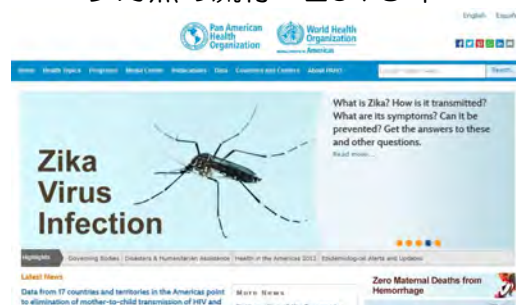 English
Pan American
Health
Organization
World Health
Organization
Americas
Home Health Topics Programs Media Center Publications Data Countries and Centers About PAHO
Search
What is Zika? How is it transmitted?
What are its symptoms? Can it be
prevented? Get the answers to these
and other questions.
Read more...
Zika
Virus
Infection
Highlights Governing Bodies Disasters & Humanitarian Assistance Health in the Americas 2012 Epidemiological Alerts and Updates
Latest News
Data from 17 countries and territories in the Americas point
to elimination of mother-to-child transmission of HIV and
More News
Zero Maternal Deaths from
Hemorrhage